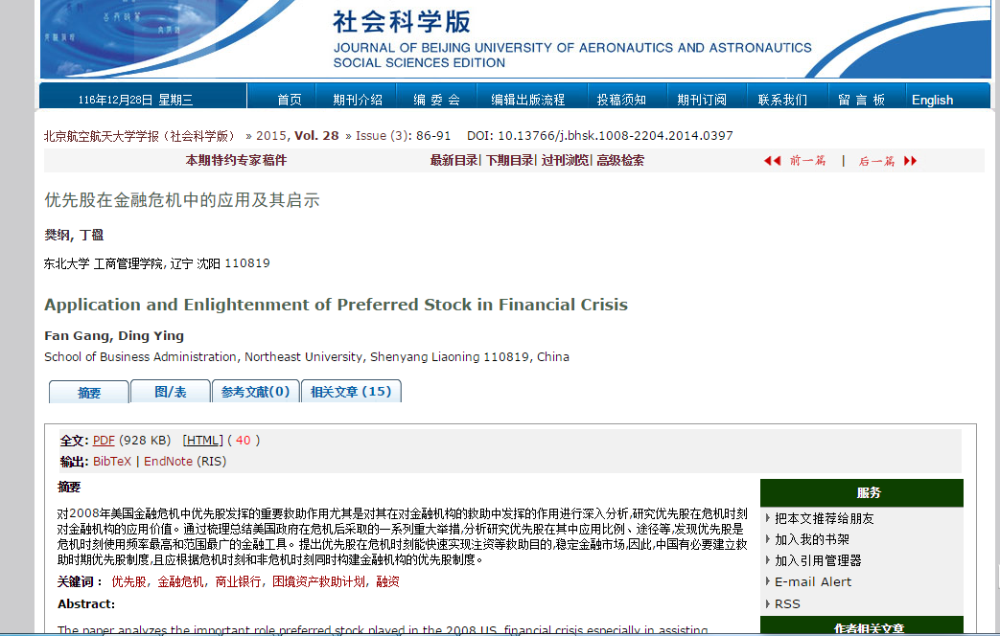 社会科学版
JOURNAL OF BEIJING UNIVERSITY OF AERONAUTICS AND ASTRONAUTICS
SOCIAL SCIENCES EDITION
116年12月28日 星期三 首页 期刊介绍 编 委 会 编辑出版流程 投稿须知 期刊订阅 联系我们 留 言 板 English
北京航空航天大学学报（社会科学版） » 2015, Vol. 28 » Issue (3): 86-91 DOI: 10.13766/j.bhsk.1008-2204.2014.0397
本期特约专家稿件 最新目录| 下期目录| 过刊浏览| 高级检索 前一篇 | 后一篇
优先股在金融危机中的应用及其启示
樊纲, 丁盈
东北大学 工商管理学院, 辽宁 沈阳 110819
Application and Enlightenment of Preferred Stock in Financial Crisis
Fan Gang, Ding Ying
School of Business Administration, Northeast University, Shenyang Liaoning 110819, China
摘要 图/表 参考文献(0) 相关文章 (15)
全文: PDF (928 KB) [HTML] ( 40 )
输出: BibTeX | EndNote (RIS)
摘要
对2008年美国金融危机中优先股发挥的重要救助作用尤其是对其在对金融机构的救助中发挥的作用进行深入分析,研究优先股在危机时刻
对金融机构的应用价值。通过梳理总结美国政府在危机后采取的一系列重大举措,分析研究优先股在其中应用比例、途径等,发现优先股是
危机时刻使用频率最高和范围最广的金融工具。提出优先股在危机时刻能快速实现注资等救助目的,稳定金融市场,因此,中国有必要建立救
助时期优先股制度,且应根据危机时刻和非危机时刻同时构建金融机构的优先股制度。
关键词： 优先股, 金融危机, 商业银行, 困境资产救助计划, 融资
Abstract:
The paper analyzes the important role preferred stock played in the 2008 US. financial crisis especially in assisting
服务
把本文推荐给朋友
加入我的书架
加入引用管理器
E-mail Alert
RSS
作者相关文章